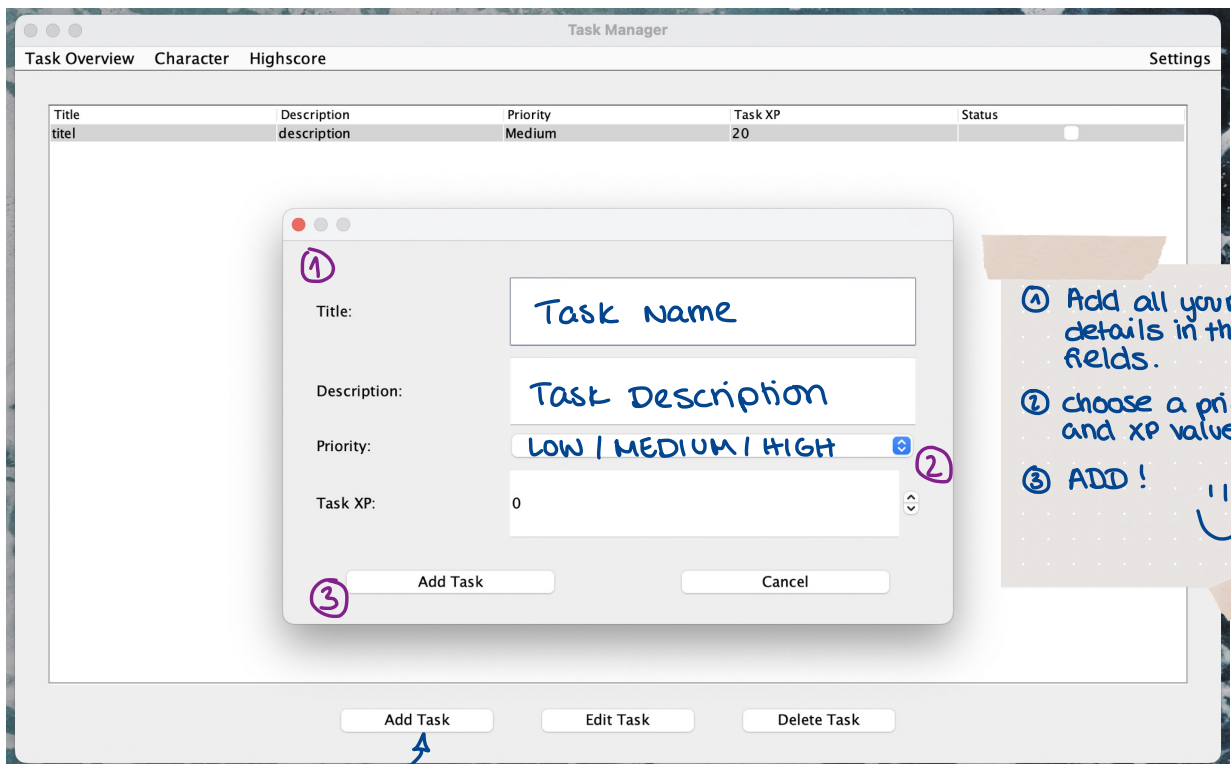 Task Manager
Task Overview Character Highscore Settings
Title Description Priority Task XP Status
titel description Medium 20
①
Title: Task Name
Description: Task Description
Priority: LOW | MEDIUM | HIGH
②
Task XP: 0
③ Add Task Cancel
① Add all your
details in th
fields.
② choose a pri
and XP value
③ ADD!
Add Task Edit Task Delete Task